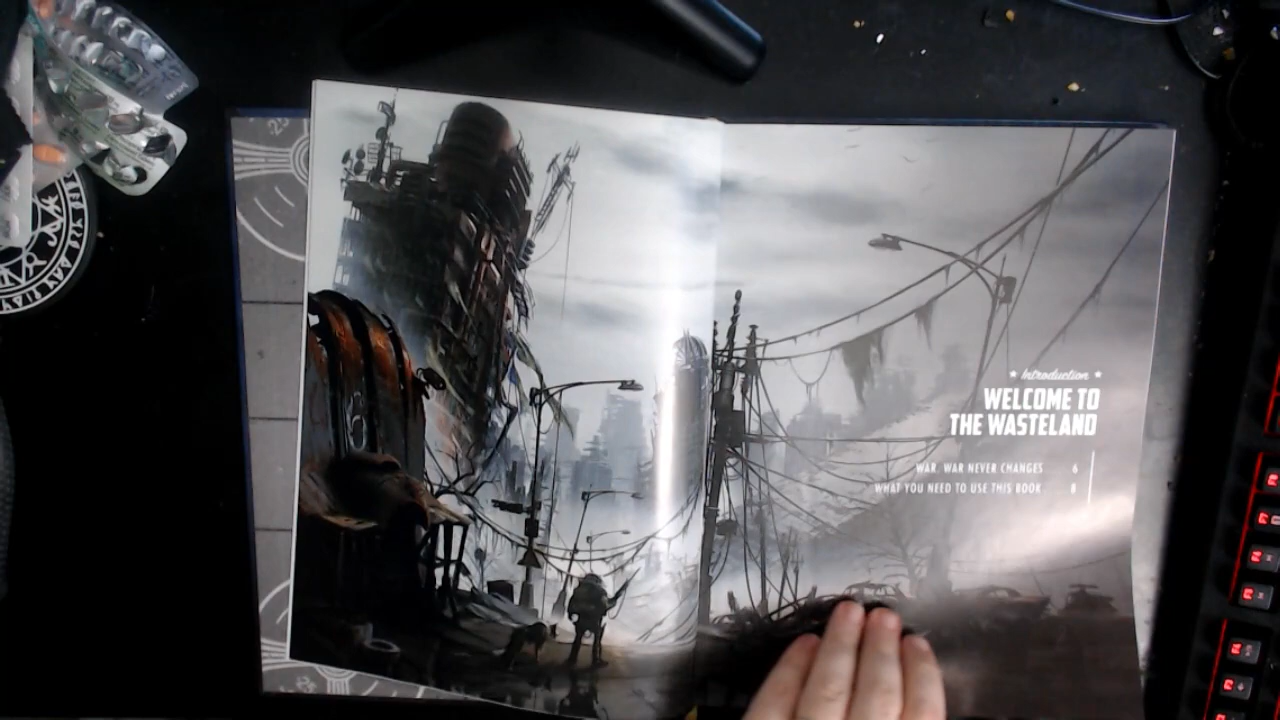 Introduction
WELCOME TO
THE WASTELAND
WAR. WAR NEVER CHANGES 6
WHAT YOU NEED TO USE THIS BOOK 8